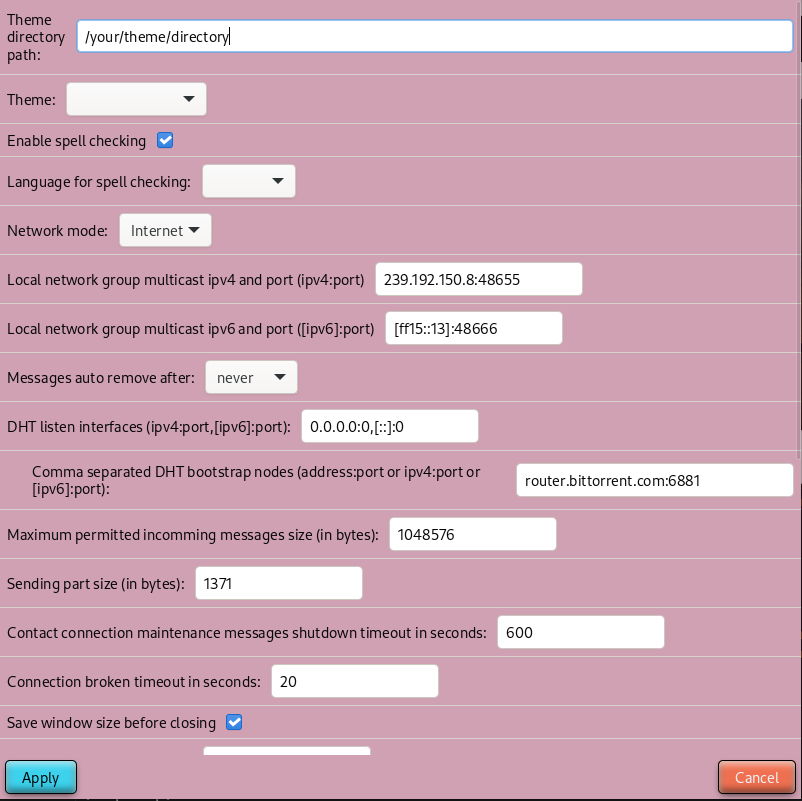 Theme
directory
path:
/your/theme/directory
Theme:
Enable spell checking
Language for spell checking:
Network mode: Internet
Local network group multicast ipv4 and port (ipv4:port) 239.192.150.8:48655
Local network group multicast ipv6 and port ([ipv6]:port) [ff15::13]:48666
Messages auto remove after: never
DHT listen interfaces (ipv4:port,[ipv6]:port): 0.0.0.0:0,[::]:0
Comma separated DHT bootstrap nodes (address:port or ipv4:port or
[ipv6]:port):
router.bittorrent.com:6881
Maximum permitted incomming messages size (in bytes): 1048576
Sending part size (in bytes): 1371
Contact connection maintenance messages shutdown timeout in seconds: 600
Connection broken timeout in seconds: 20
Save window size before closing
Apply Cancel